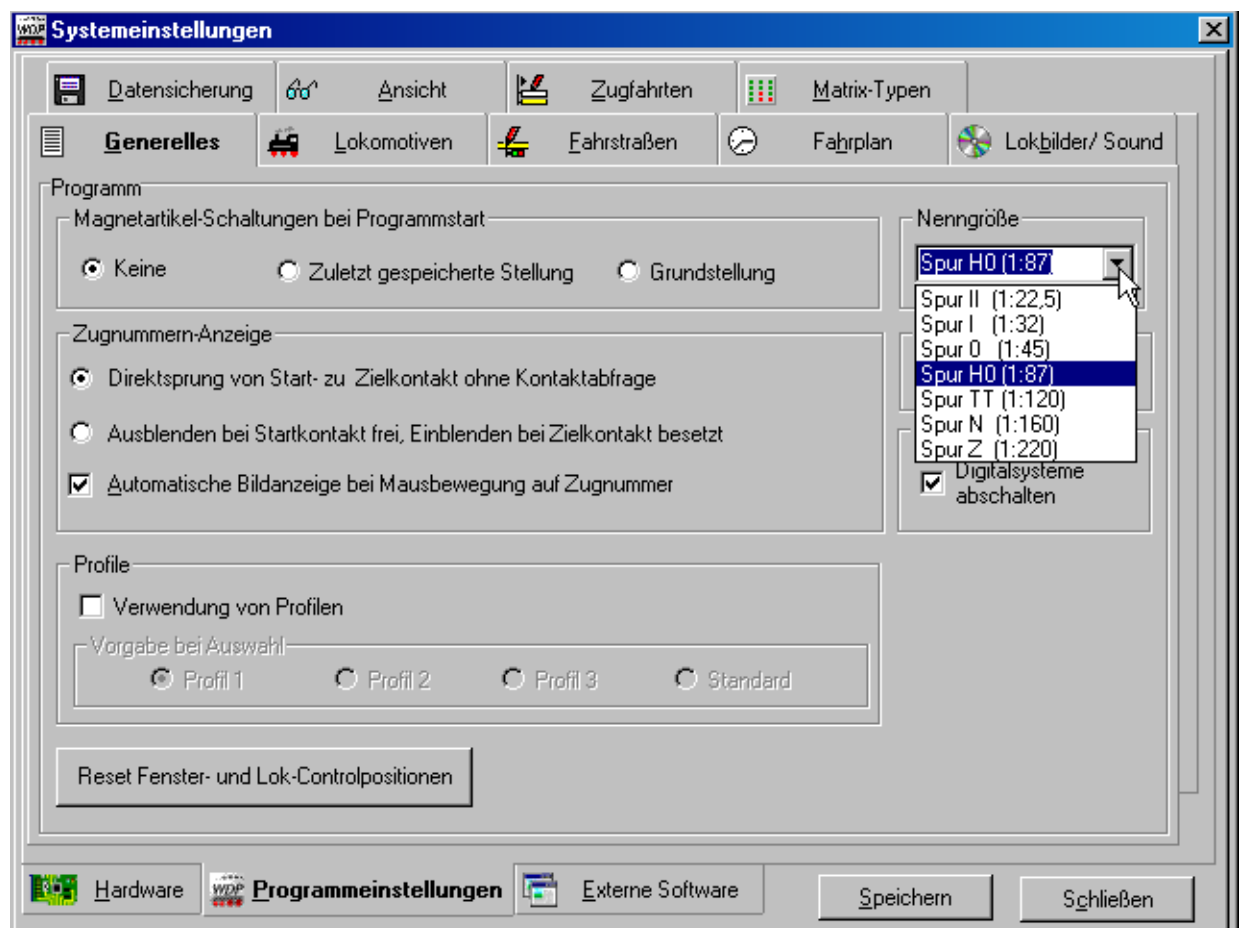 WDP Systemeinstellungen
Datensicherung
Ansicht
Zugfahrten
Matrix-Typen
Generelles
Lokomotiven
Fahrstraßen
Fahrplan
Lokbilder/ Sound
Programm
Magnetartikel-Schaltungen bei Programmstart
Keine
Zuletzt gespeicherte Stellung
Grundstellung
Nenngröße
Spur H0 (1:87)
Spur II (1:22,5)
Spur I (1:32)
Spur 0 (1:45)
Spur H0 (1:87)
Spur TT (1:120)
Spur N (1:160)
Spur Z (1:220)
Zugnummern-Anzeige
Direktsprung von Start- zu Zielkontakt ohne Kontaktabfrage
Ausblenden bei Startkontakt frei, Einblenden bei Zielkontakt besetzt
Automatische Bildanzeige bei Mausbewegung auf Zugnummer
Digitalsysteme
abschalten
Profile
Verwendung von Profilen
Vorgabe bei Auswahl
Profil 1
Profil 2
Profil 3
Standard
Reset Fenster- und Lok-Controlpositionen
Hardware
WDP Programmeinstellungen
Externe Software
Speichern
Schließen